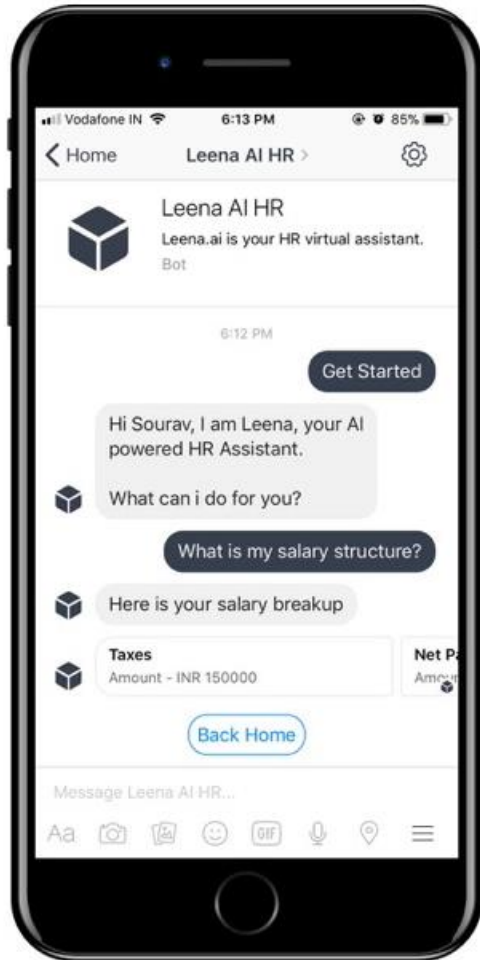 Vodafone IN 6:13 PM 85%
Home Leena AI HR
Leena AI HR
Leena.ai is your HR virtual assistant.
Bot
6:12 PM
Get Started
Hi Sourav, I am Leena, your AI
powered HR Assistant.
What can i do for you?
What is my salary structure?
Here is your salary breakup
Taxes
Amount - INR 150000
Net
Back Home
Message Leena AI HR...
Aa GIF